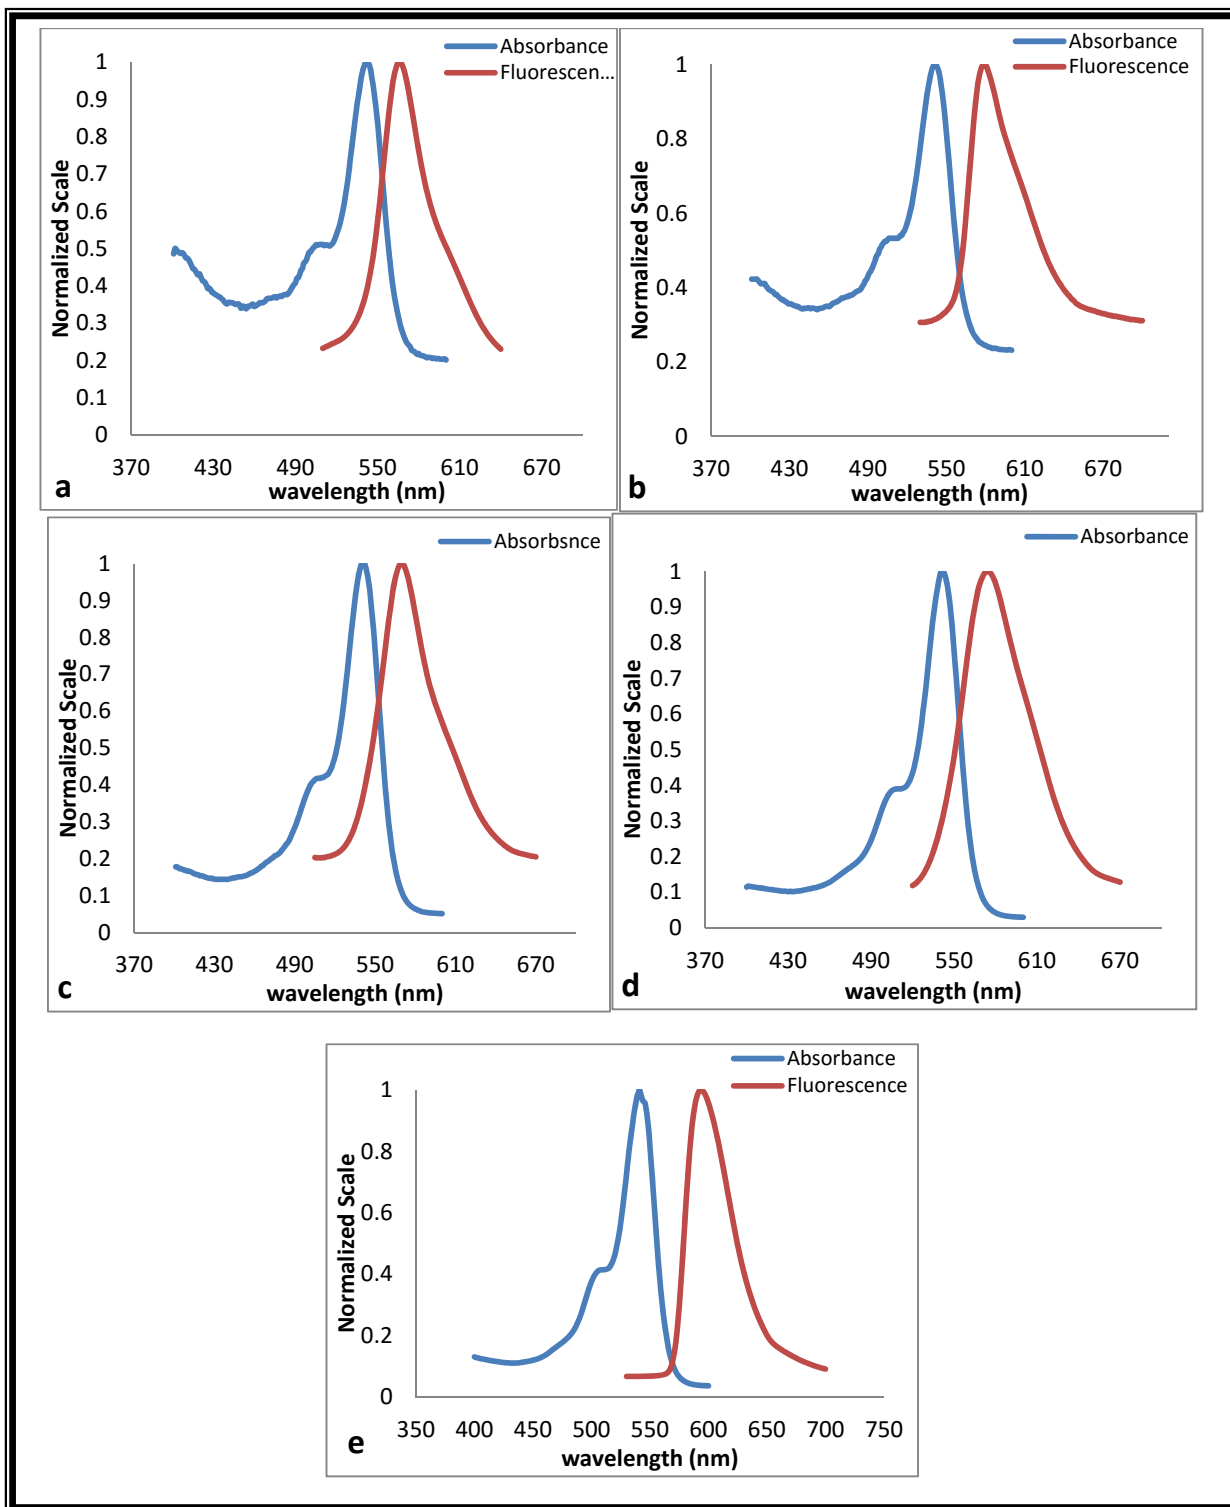 Absorbance
Fluorescen...
1
0.9
0.8
0.7
0.6
0.5
0.4
0.3
0.2
0.1
0
Normalized Scale
370 430 490 550 610 670
wavelength (nm)
a
Absorbance
Fluorescence
1
0.8
0.6
0.4
0.2
0
Normalized Scale
370 430 490 550 610 670
wavelength (nm)
b
Absorbsnce
1
0.9
0.8
0.7
0.6
0.5
0.4
0.3
0.2
0.1
0
Normalized Scale
370 430 490 550 610 670
wavelength (nm)
c
Absorbance
1
0.9
0.8
0.7
0.6
0.5
0.4
0.3
0.2
0.1
0
Normalized Scale
370 430 490 550 610 670
wavelength (nm)
d
Absorbance
Fluorescence
1
0.8
0.6
0.4
0.2
0
Normalized Scale
350 400 450 500 550 600 650 700 750
wavelength (nm)
e